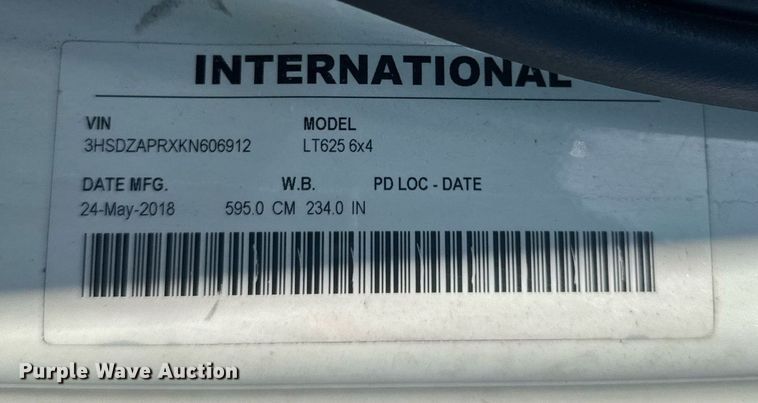 INTERNATIONAL
VIN MODEL
3HSDZAPRXKN606912 LT625 6x4
DATE MFG. W.B. PD LOC - DATE
24-May-2018 595.0 CM 234.0 IN
Purple Wave Auction